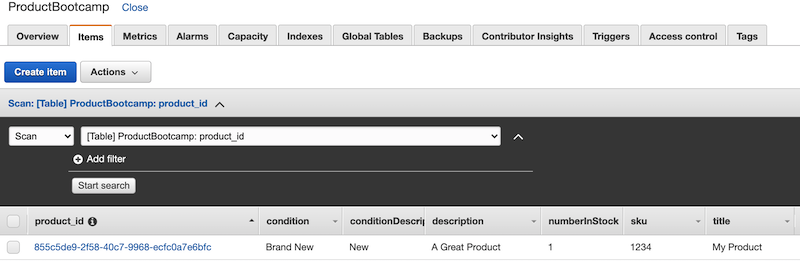 ProductBootcamp Close
Overview Items Metrics Alarms Capacity Indexes Global Tables Backups Contributor Insights Triggers Access control Tags
Create item Actions
Scan: [Table] ProductBootcamp: product_id
Scan [Table] ProductBootcamp: product_id
Add filter
Start search
product_id condition conditionDescrip description numberInStock sku title
855c5de9-2f58-40c7-9968-ecfc0a7e6bfc Brand New New A Great Product 1 1234 My Product